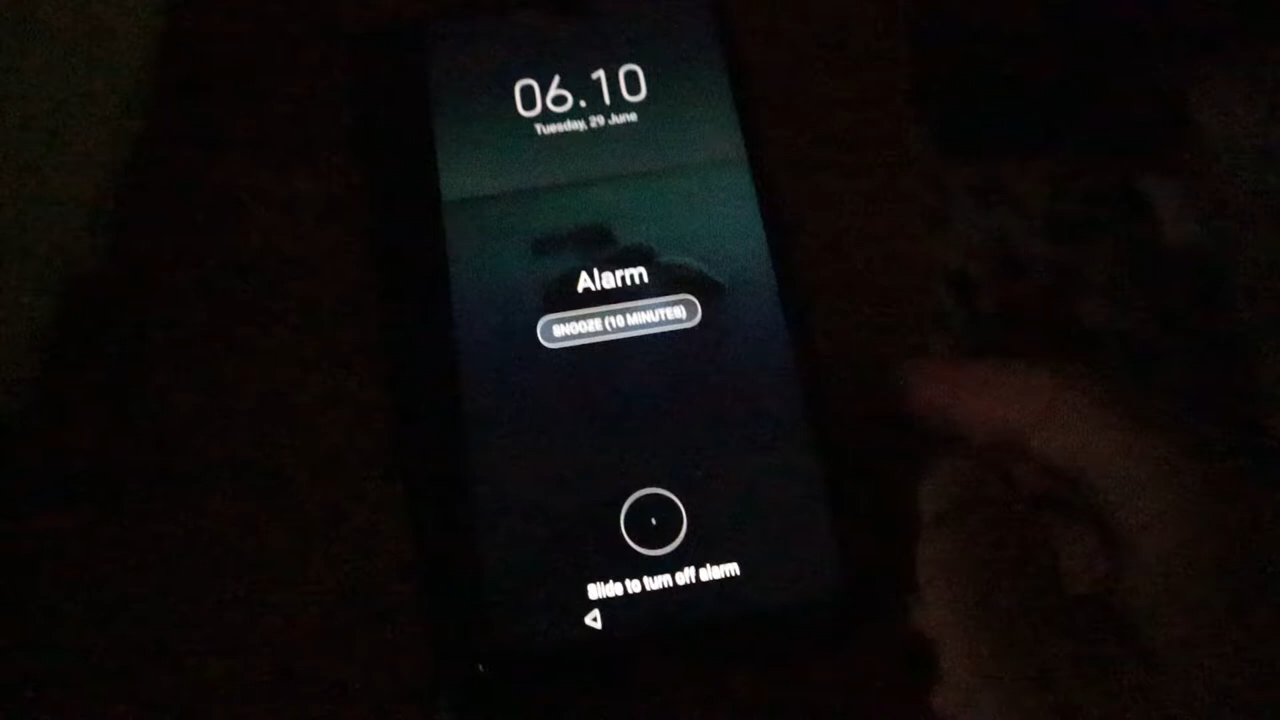 06.10
Tuesday, 29 June
Alarm
SNOOZE (10 MINUTES)
Slide to turn off alarm